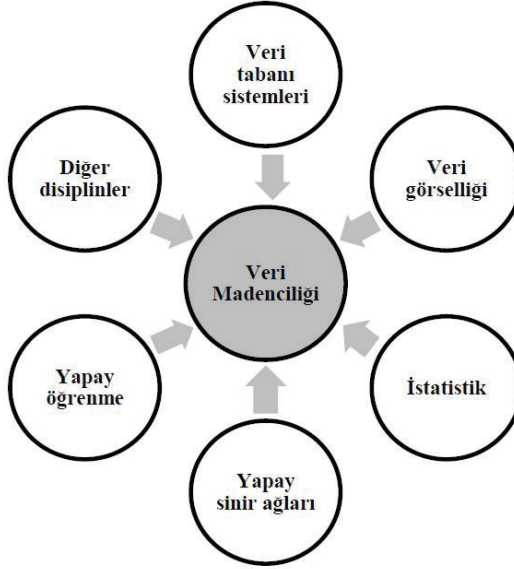 Veri
tabanı
sistemleri
Diğer
disiplinler
Veri
görselliği
Veri
Madenciliği
Yapay
öğrenme
İstatistik
Yapay
sinir ağları